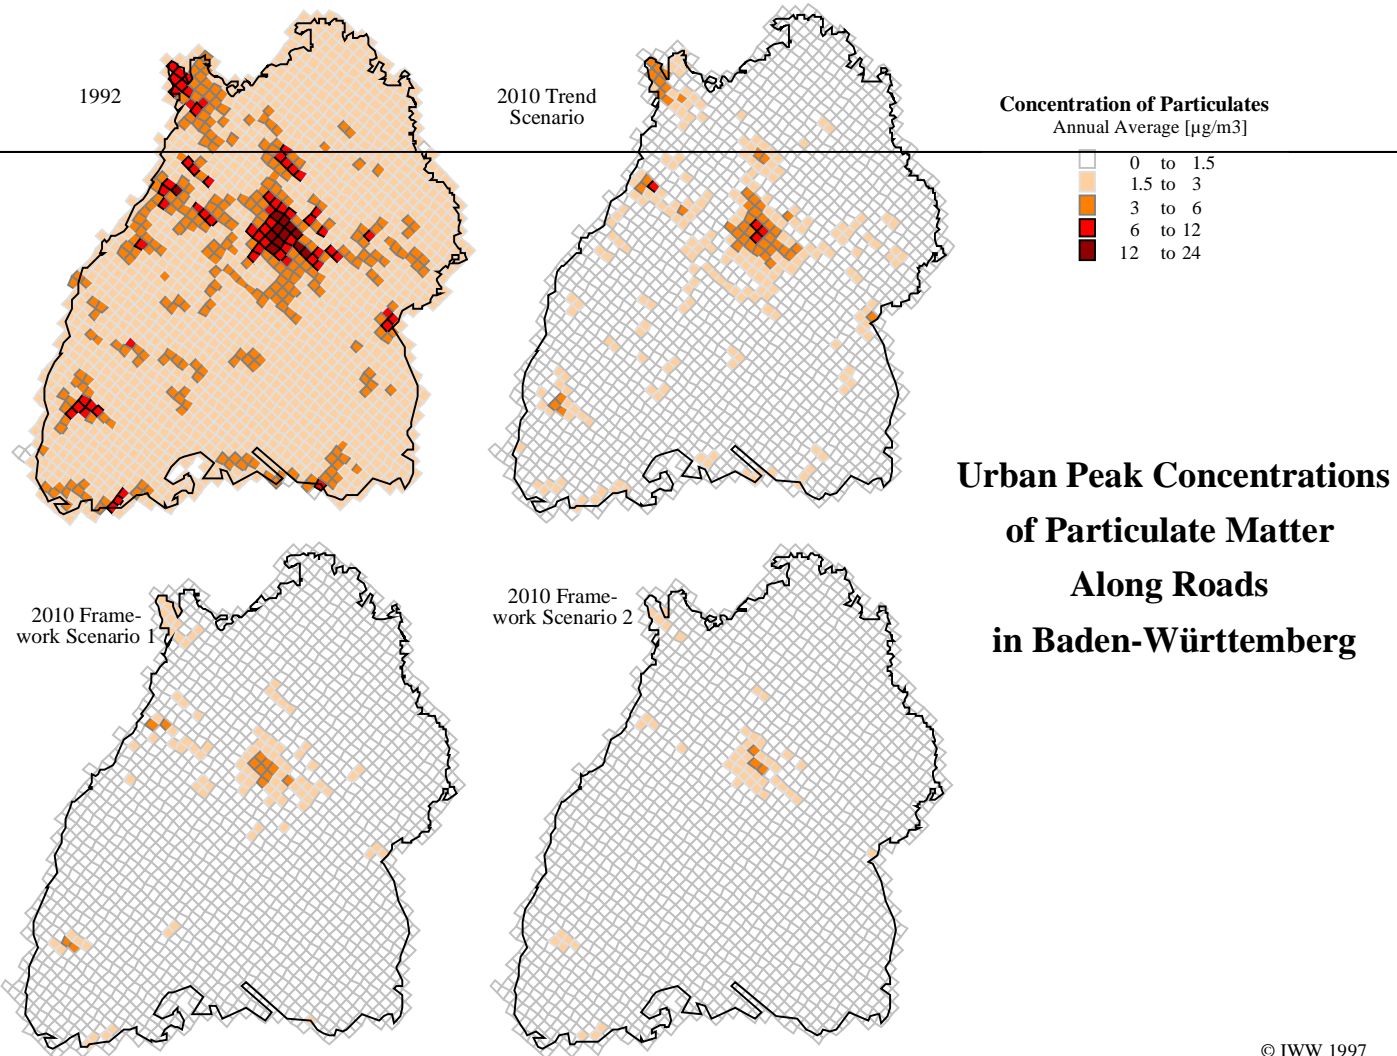 1992
2010 Trend
Scenario
Concentration of Particulates
Annual Average [µg/m3]
0 to 1.5
1.5 to 3
3 to 6
6 to 12
12 to 24
Urban Peak Concentrations
of Particulate Matter
Along Roads
in Baden-Württemberg
2010 Frame-
work Scenario 1
2010 Frame-
work Scenario 2
© IWW 1997